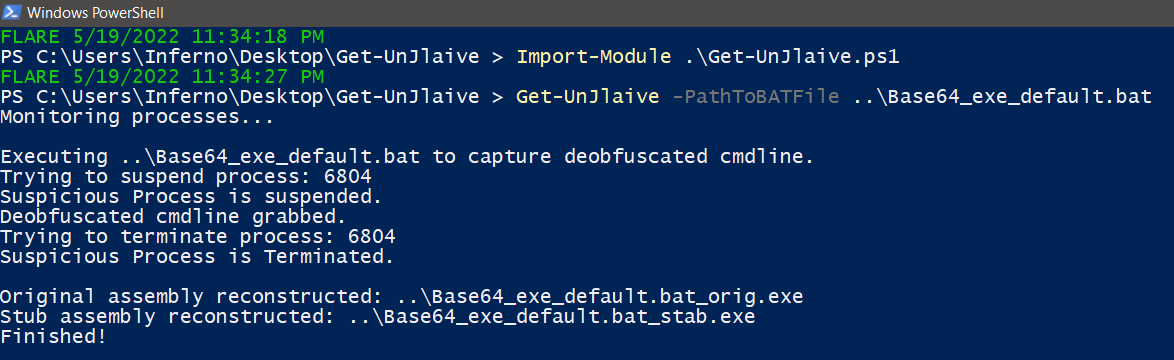 Windows PowerShell
FLARE 5/19/2022 11:34:18 PM
PS C:\Users\Inferno\Desktop\Get-UnJlaive > Import-Module .\Get-UnJlaive.ps1
FLARE 5/19/2022 11:34:27 PM
PS C:\Users\Inferno\Desktop\Get-UnJlaive > Get-UnJlaive -PathToBATFile ..\Base64_exe_default.bat
Monitoring processes...
Executing ..\Base64_exe_default.bat to capture deobfuscated cmdline.
Trying to suspend process: 6804
Suspicious Process is suspended.
Deobfuscated cmdline grabbed.
Trying to terminate process: 6804
Suspicious Process is Terminated.
Original assembly reconstructed: ..\Base64_exe_default.bat_orig.exe
Stub assembly reconstructed: ..\Base64_exe_default.bat_stab.exe
Finished!